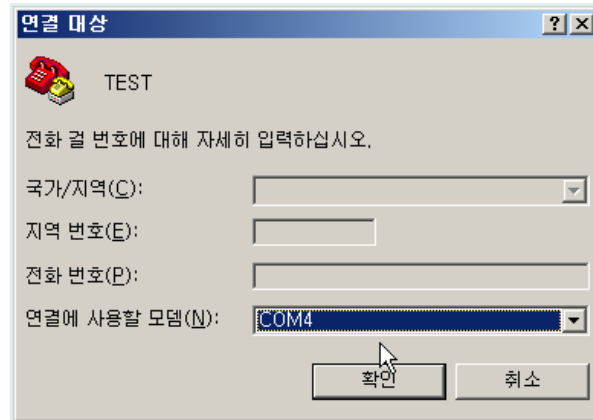 연결 대상
TEST
전화 걸 번호에 대해 자세히 입력하십시오.
국가/지역(C):
지역 번호(E):
전화 번호(P):
연결에 사용할 모뎀(N): COM4
확인 취소